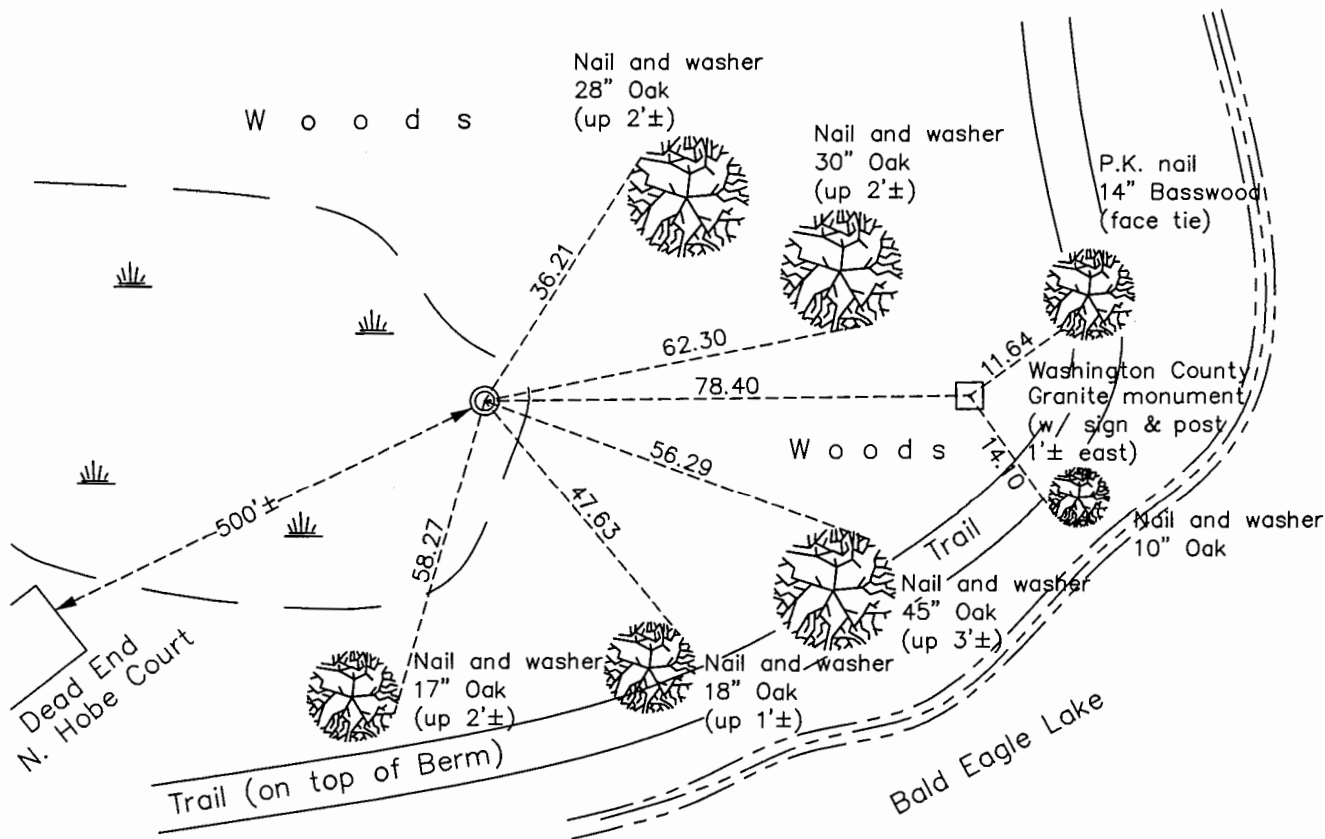 Nail and washer
28" Oak
(up 2'±)
W o o d s
Nail and washer
30" Oak
(up 2'±)
P.K. nail
14" Basswood
(face tie)
36.21
62.30
11.64
78.40
Washington County
Granite monument
(w sign & post
1'± east)
W o o d s
14.10
56.29
47.63
500'±
58.27
Trail
Nail and washer
10" Oak
Nail and washer
45" Oak
(up 3'±)
Nail and washer
17" Oak
(up 2'±)
Nail and washer
18" Oak
(up 1'±)
Dead End
N. Hobe Court
Trail (on top of Berm)
Bald Eagle Lake